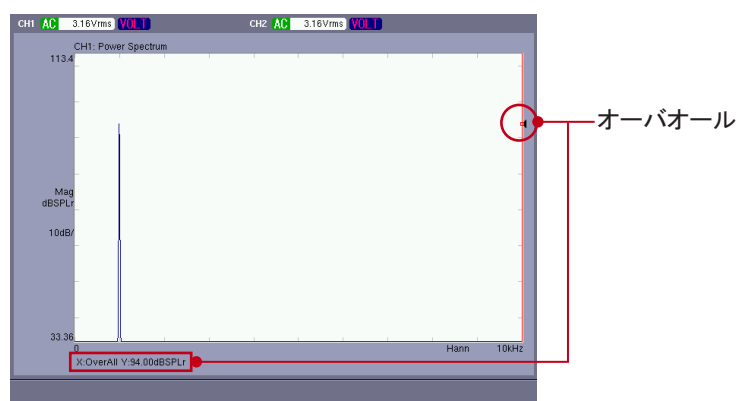 CH1 AC 3.16Vrms VOLT CH2 AC 3.16Vrms VOLT
CH1: Power Spectrum
113.4
オーバオール
Mag
dBSPLr
10dB/
33.36
0 Hann 10kHz
X:OverAll Y:94.00dBSPLr